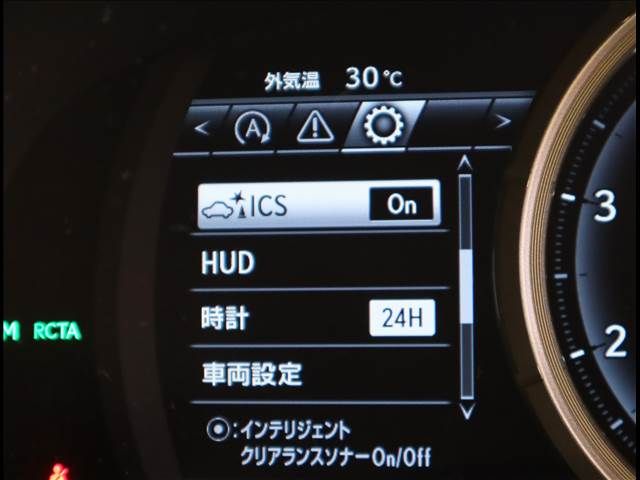 外気温 30℃
< A >
ICS On
HUD
時計 24H
車両設定
:インテリジェント
クリアランスソナーOn/Off
M RCTA
3
2